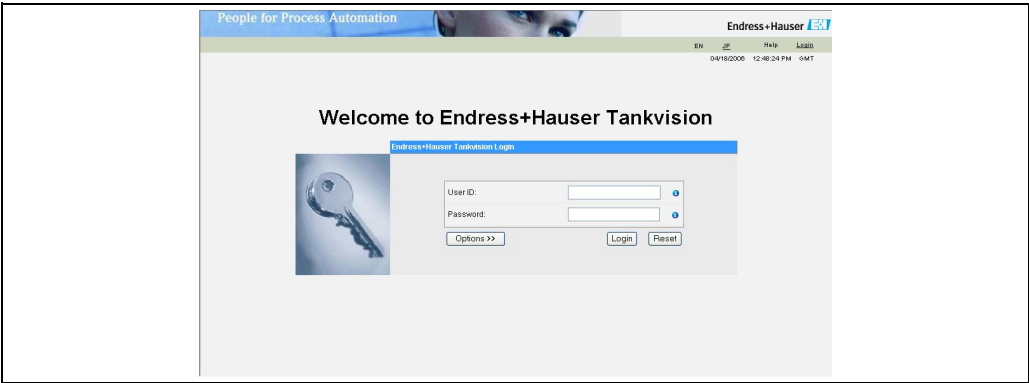 People for Process Automation
Endress+Hauser EH
EN JP Help Login
04/18/2006 12:48:24 PM GMT
Welcome to Endress+Hauser Tankvision
Endress+Hauser Tankvision Login
User ID:
Password:
Options >> Login Reset